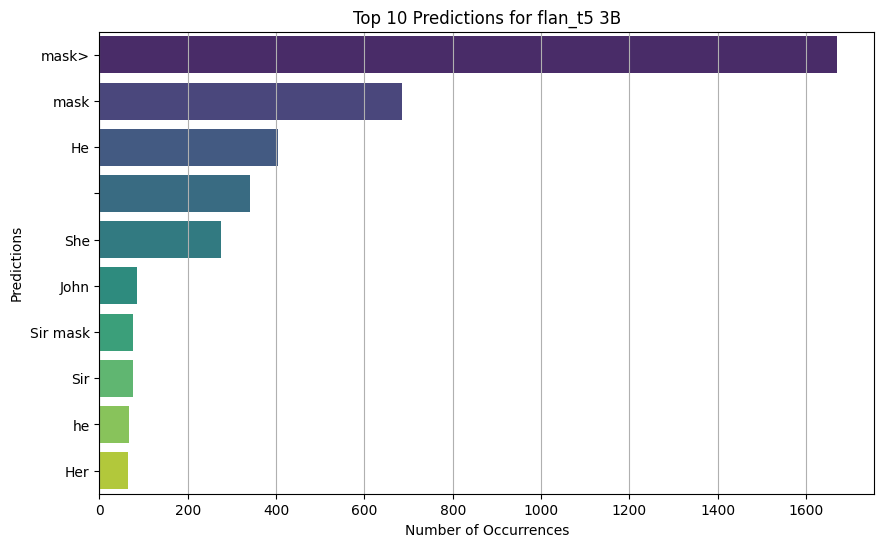 Top 10 Predictions for flan_t5 3B
Predictions
mask>
mask
He
She
John
Sir mask
Sir
he
Her
0 200 400 600 800 1000 1200 1400 1600
Number of Occurrences